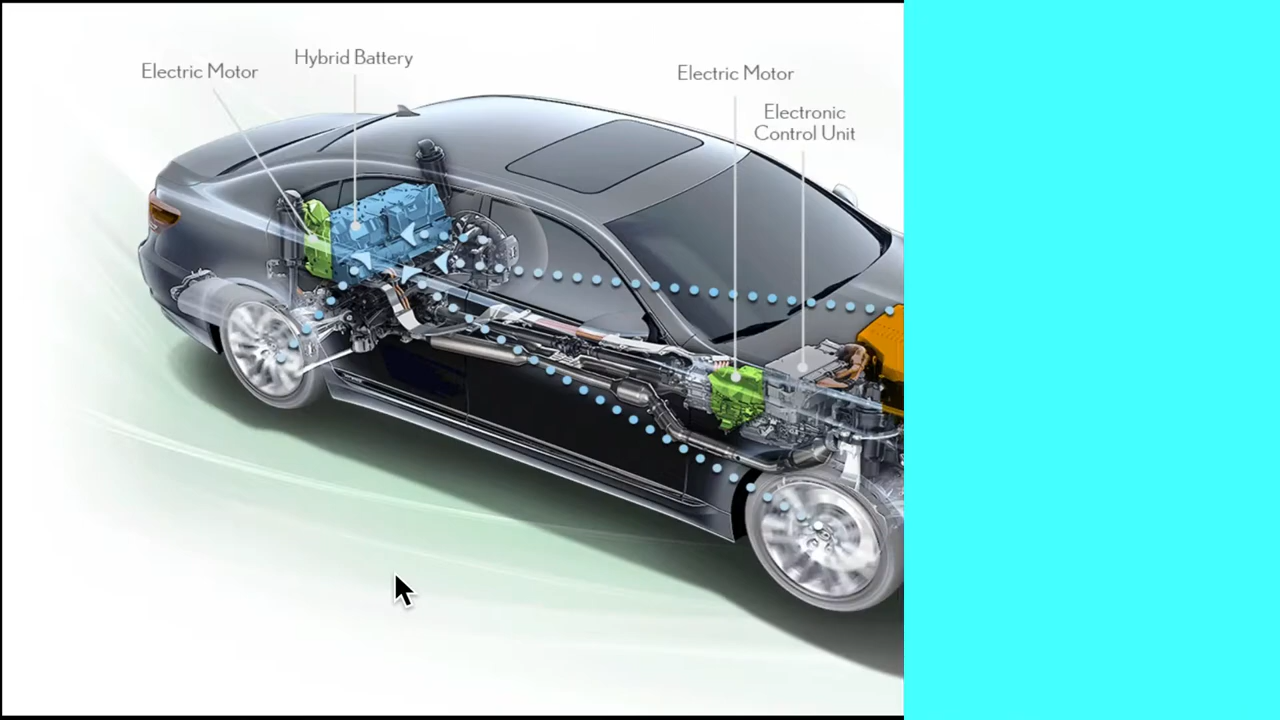 Hybrid Battery
Electric Motor
Electric Motor
Electronic
Control Unit